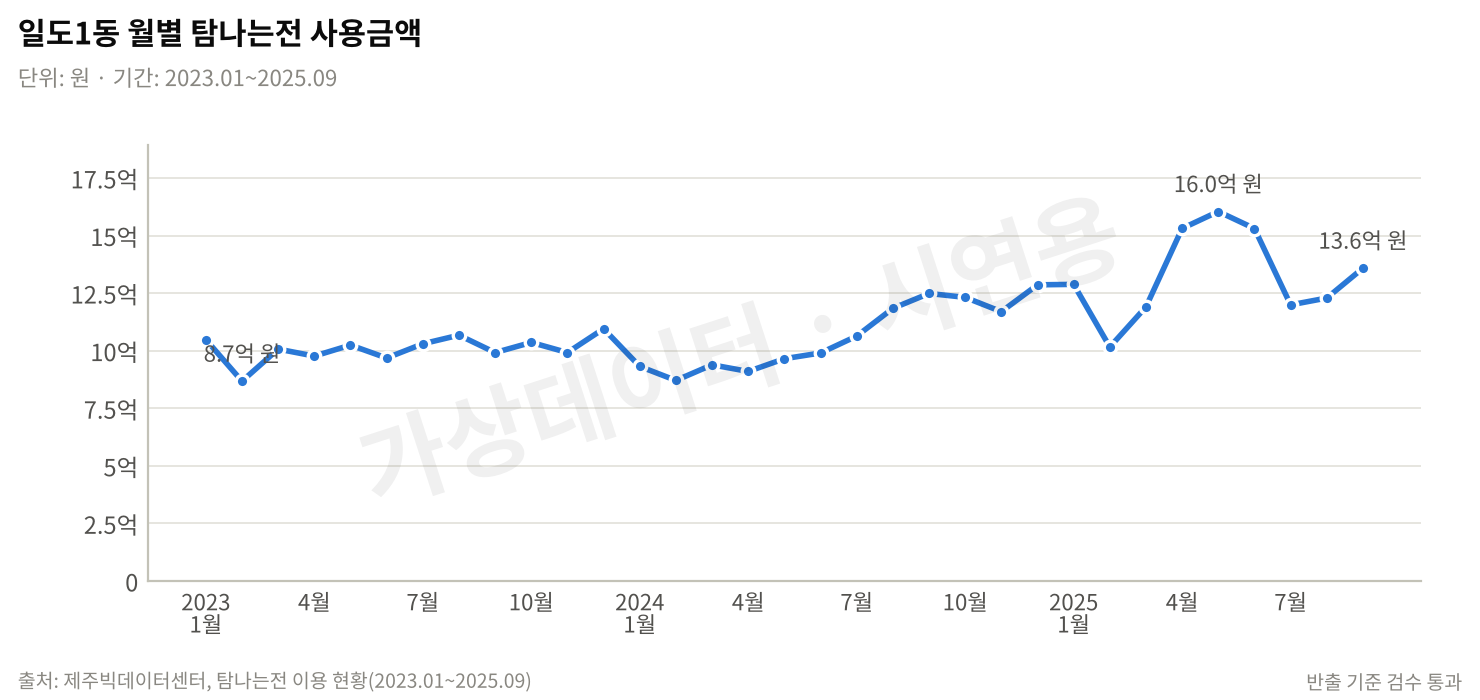 일도1동 월별 탐나는전 사용금액
단위: 원 · 기간: 2023.01~2025.09
17.5억
15억
12.5억
10억
7.5억
5억
2.5억
0
16.0억 원
13.6억 원
8.7억 원
가상데이터 · 시연용
2023 4월 7월 10월 2024 4월 7월 10월 2025 4월 7월
1월 1월 1월
출처: 제주빅데이터센터, 탐나는전 이용 현황(2023.01~2025.09)
반출 기준 검수 통과